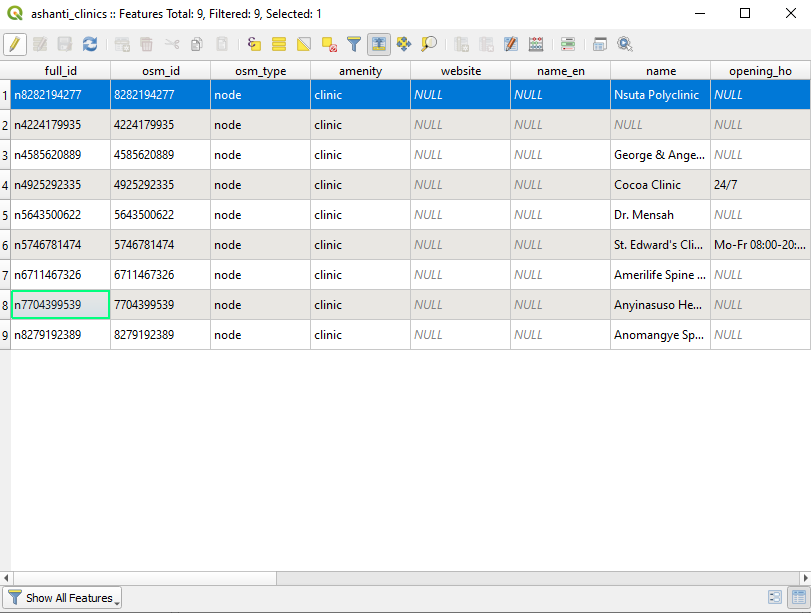 ashanti_clinics :: Features Total: 9, Filtered: 9, Selected: 1
full_id osm_id osm_type amenity website name_en name opening_ho
1 n8282194277 8282194277 node clinic NULL NULL Nsuta Polyclinic NULL
2 n4224179935 4224179935 node clinic NULL NULL NULL NULL
3 n4585620889 4585620889 node clinic NULL NULL George & Ange... NULL
4 n4925292335 4925292335 node clinic NULL NULL Cocoa Clinic 24/7
5 n5643500622 5643500622 node clinic NULL NULL Dr. Mensah NULL
6 n5746781474 5746781474 node clinic NULL NULL St. Edward's Cli... Mo-Fr 08:00-20:...
7 n6711467326 6711467326 node clinic NULL NULL Amerilife Spine ... NULL
8 n7704399539 7704399539 node clinic NULL NULL Anyinasuso He... NULL
9 n8279192389 8279192389 node clinic NULL NULL Anomangye Sp... NULL
Show All Features